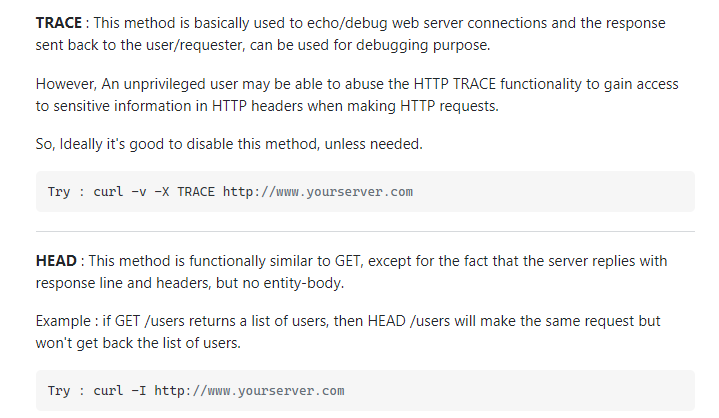 TRACE : This method is basically used to echo/debug web server connections and the response
sent back to the user/requester, can be used for debugging purpose.
However, An unprivileged user may be able to abuse the HTTP TRACE functionality to gain access
to sensitive information in HTTP headers when making HTTP requests.
So, Ideally it's good to disable this method, unless needed.
Try : curl -v -X TRACE http://www.yourserver.com
HEAD : This method is functionally similar to GET, except for the fact that the server replies with
response line and headers, but no entity-body.
Example : if GET /users returns a list of users, then HEAD /users will make the same request but
won't get back the list of users.
Try : curl -I http://www.yourserver.com